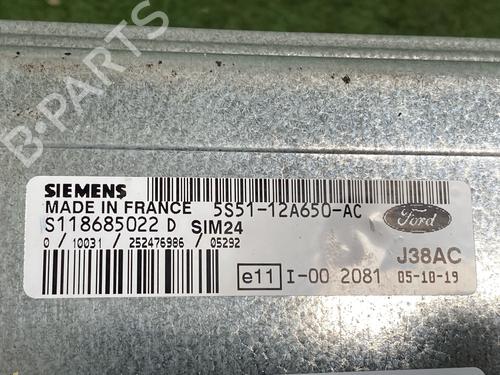 B-PARTS
SIEMENS
MADE IN FRANCE 5S51-12A650-AC
S118685022 D SIM24
0 / 10031 / 252476986 / 05292
Ford
J38AC
e11 I-00 2081 05-10-19